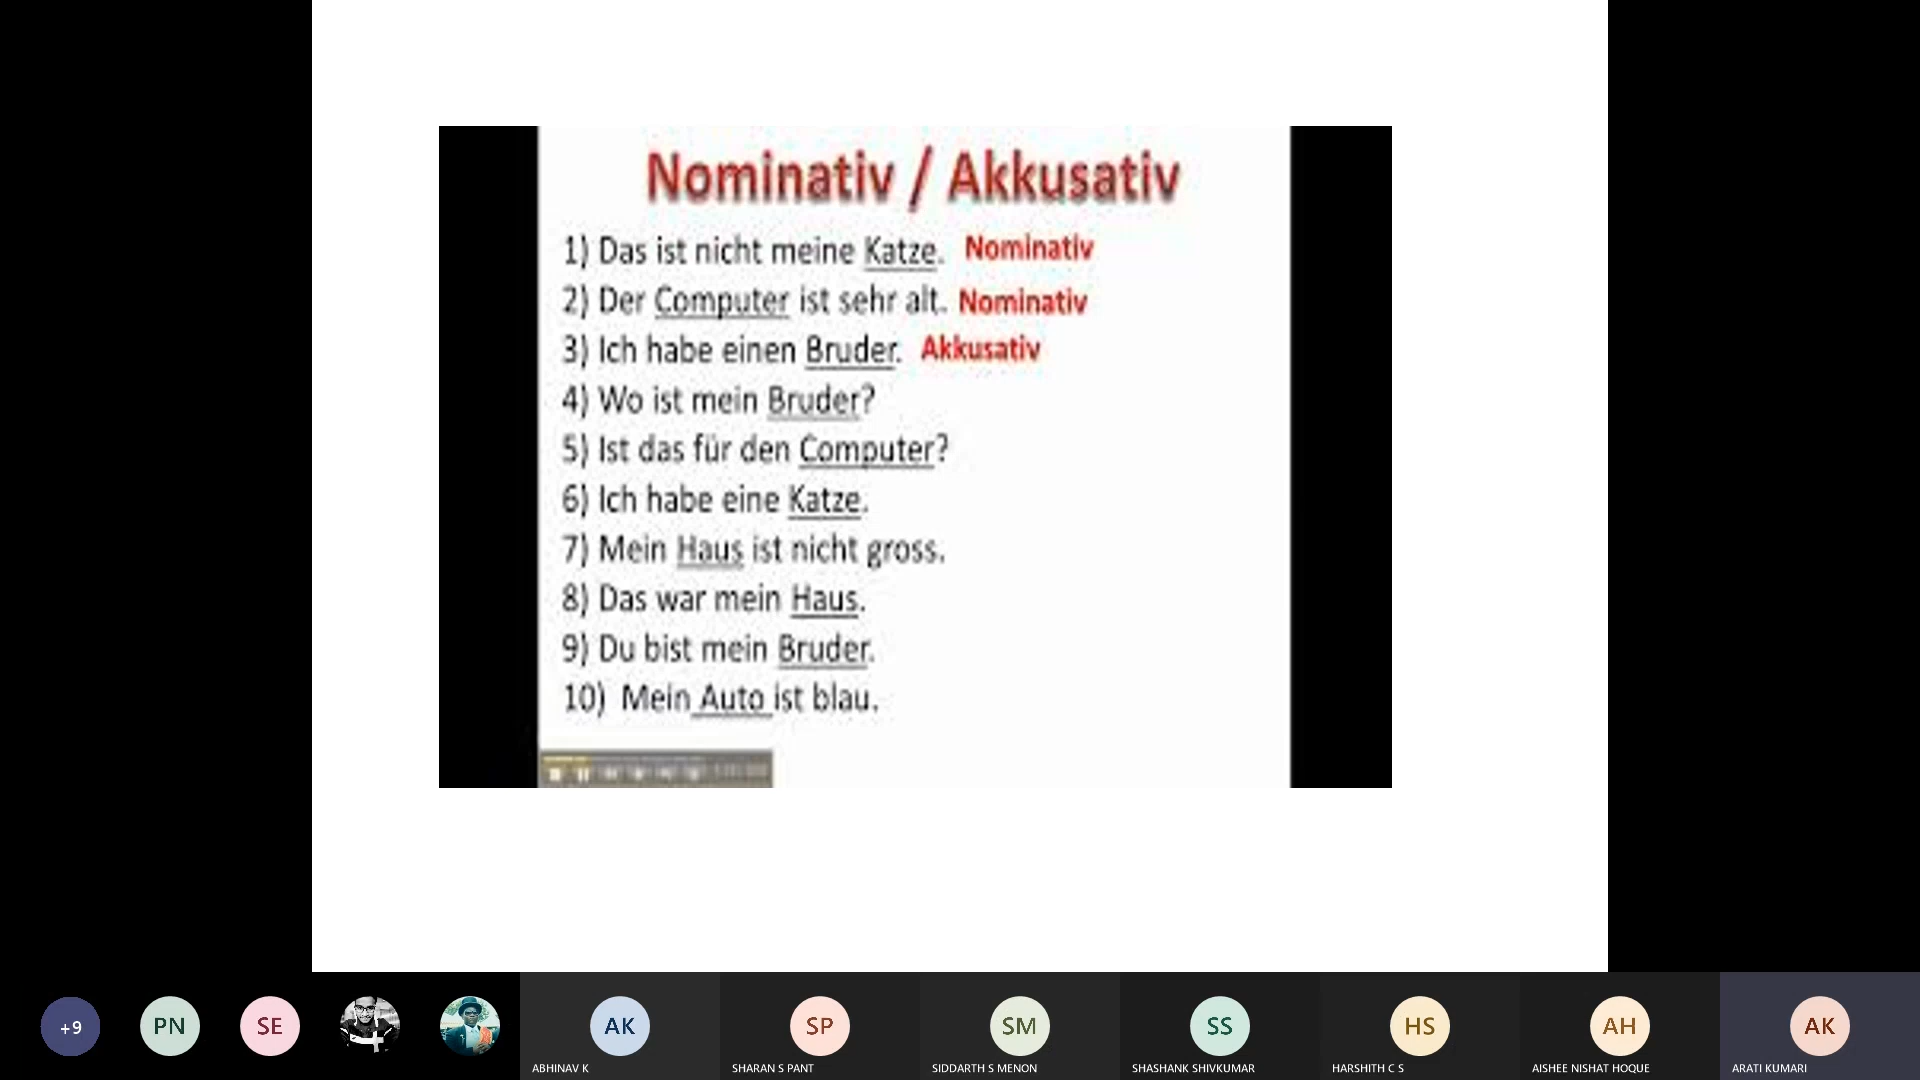 Nominativ / Akkusativ
1) Das ist nicht meine Katze. Nominativ
2) Der Computer ist sehr alt. Nominativ
3) Ich habe einen Bruder. Akkusativ
4) Wo ist mein Bruder?
5) Ist das für den Computer?
6) Ich habe eine Katze.
7) Mein Haus ist nicht gross.
8) Das war mein Haus.
9) Du bist mein Bruder.
10) Mein Auto ist blau.
+9 PN SE AK SP SM SS HS AH AK
ABHINAV K SHARAN S PANT SIDDARTH S MENON SHASHANK SHIVKUMAR HARSHITH C S AISHEE NISHAT HOQUE ARATI KUMARI